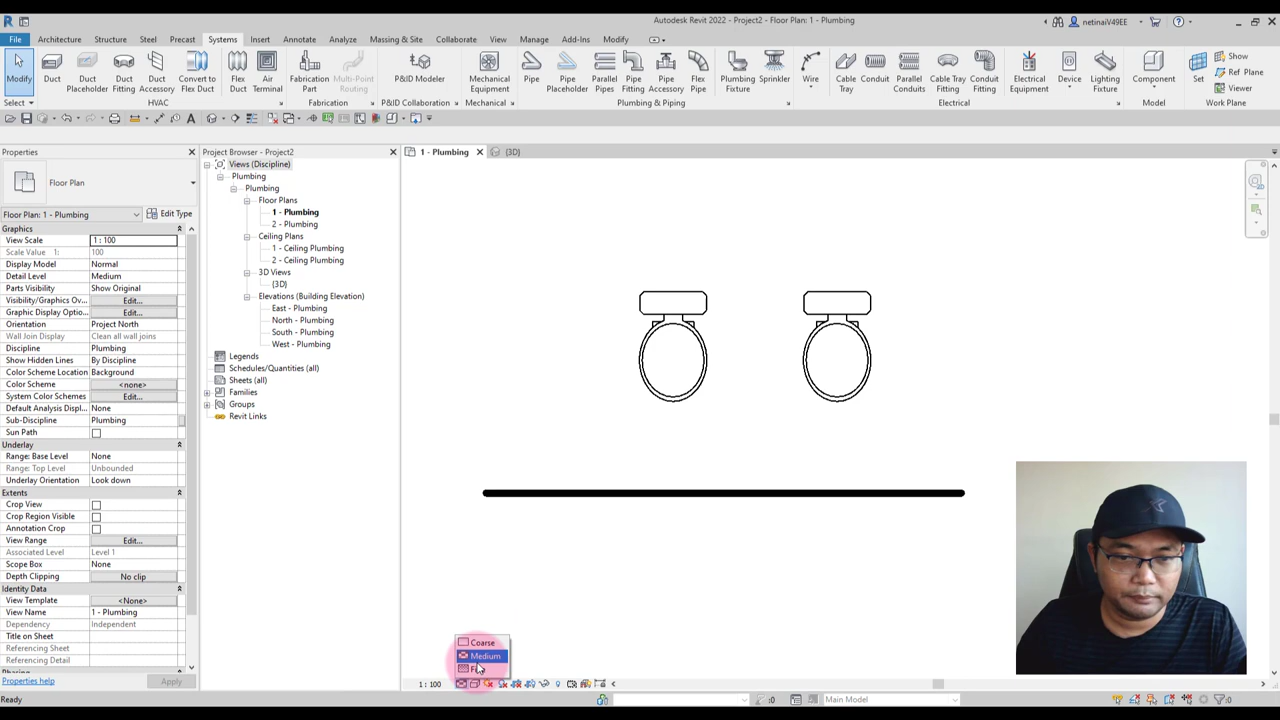 Autodesk Revit 2022 - Project2 - Floor Plan: 1 - Plumbing
netinaiV49EE
File Architecture Structure Steel Precast Systems Insert Annotate Analyze Massing & Site Collaborate View Manage Add-Ins Modify
Modify Duct Duct Placeholder Duct Fitting Duct Accessory Convert to Flex Duct Flex Duct Air Terminal Fabrication Part Multi-Point Routing P&ID Modeler Mechanical Equipment Pipe Pipe Placeholder Parallel Pipes Pipe Fitting Pipe Accessory Flex Pipe Plumbing Fixture Sprinkler Wire Cable Tray Conduit Parallel Conduits Cable Tray Fitting Conduit Fitting Electrical Equipment Device Lighting Fixture Component Set Show Ref Plane Viewer
Select HVAC Fabrication P&ID Collaboration Mechanical Plumbing & Piping Electrical Model Work Plane
Properties
Floor Plan
Floor Plan: 1 - Plumbing Edit Type
Graphics
View Scale 1 : 100
Scale Value 1: 100
Display Model Normal
Detail Level Medium
Parts Visibility Show Original
Visibility/Graphics Ov... Edit...
Graphic Display Optio... Edit...
Orientation Project North
Wall Join Display Clean all wall joins
Discipline Plumbing
Show Hidden Lines By Discipline
Color Scheme Location Background
Color Scheme <none>
System Color Schemes Edit...
Default Analysis Displ... None
Sub-Discipline Plumbing
Sun Path
Underlay
Range: Base Level None
Range: Top Level Unbounded
Underlay Orientation Look down
Extents
Crop View
Crop Region Visible
Annotation Crop
View Range Edit...
Associated Level Level 1
Scope Box None
Depth Clipping No clip
Identity Data
View Template <None>
View Name 1 - Plumbing
Dependency Independent
Title on Sheet
Referencing Sheet
Referencing Detail
Properties help Apply
Project Browser - Project2
Views (Discipline)
Plumbing
Plumbing
Floor Plans
1 - Plumbing
2 - Plumbing
Ceiling Plans
1 - Ceiling Plumbing
2 - Ceiling Plumbing
3D Views
{3D}
Elevations (Building Elevation)
East - Plumbing
North - Plumbing
South - Plumbing
West - Plumbing
Legends
Schedules/Quantities (all)
Sheets (all)
Families
Groups
Revit Links
1 - Plumbing {3D}
Coarse
Medium
1 : 100
Ready :0 Main Model :0